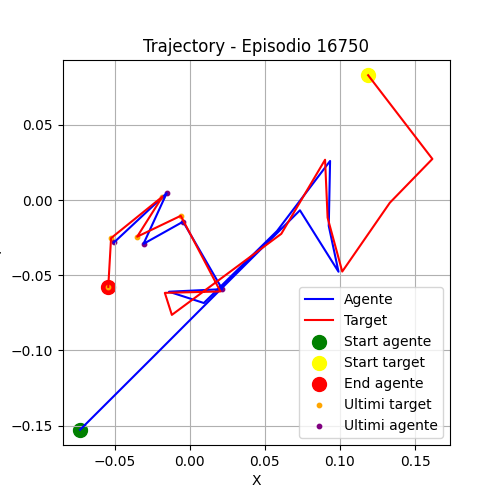 Trajectory - Episodio 16750
0.05
0.00
−0.05
−0.10
−0.15
−0.05
0.00
0.05
0.10
0.15
X
Agente
Target
Start agente
Start target
End agente
Ultimi target
Ultimi agente